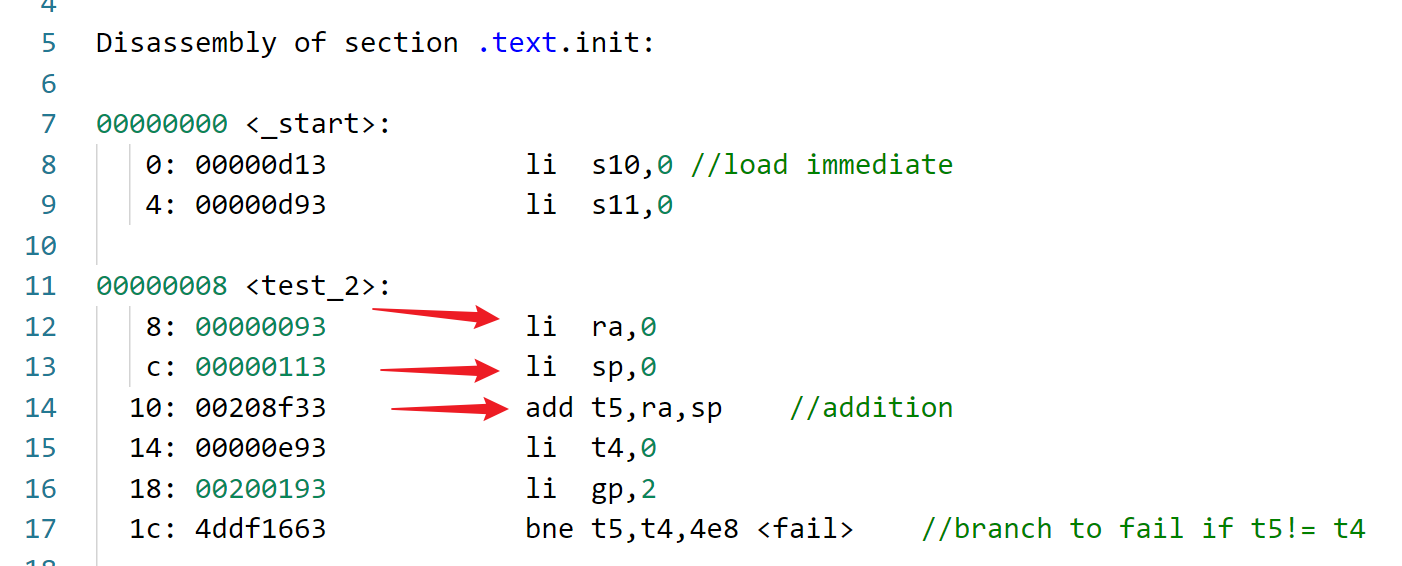 4
5 Disassembly of section .text.init:
6
7 00000000 <_start>:
8 0: 00000d13 li s10,0 //load immediate
9 4: 00000d93 li s11,0
10
11 00000008 <test_2>:
12 8: 00000093 li ra,0
13 c: 00000113 li sp,0
14 10: 00208f33 add t5,ra,sp //addition
15 14: 00000e93 li t4,0
16 18: 00200193 li gp,2
17 1c: 4ddf1663 bne t5,t4,4e8 <fail> //branch to fail if t5!= t4
18